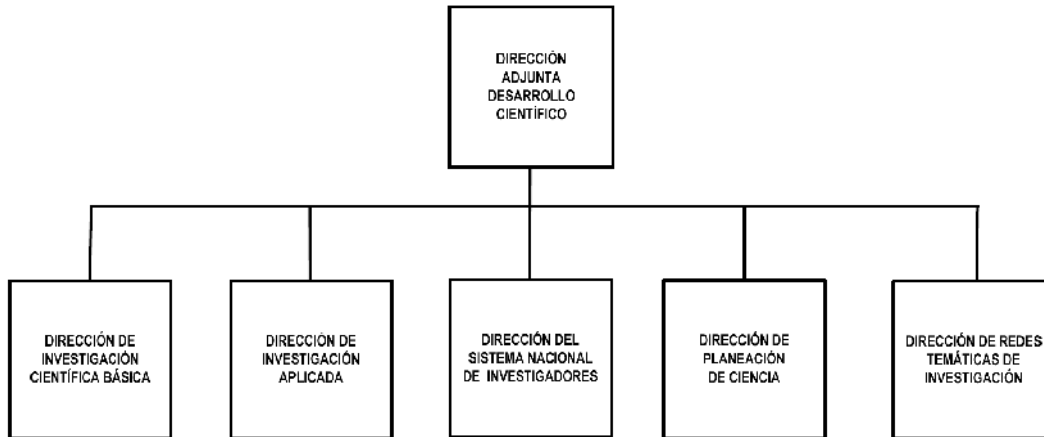 DIRECCIÓN
ADJUNTA
DESARROLLO
CIENTÍFICO
DIRECCIÓN DE
INVESTIGACIÓN
CIENTÍFICA BÁSICA
DIRECCIÓN DE
INVESTIGACIÓN
APLICADA
DIRECCIÓN DEL
SISTEMA NACIONAL
DE INVESTIGADORES
DIRECCIÓN DE
PLANEACIÓN
DE CIENCIA
DIRECCIÓN DE REDES
TEMÁTICAS DE
INVESTIGACIÓN